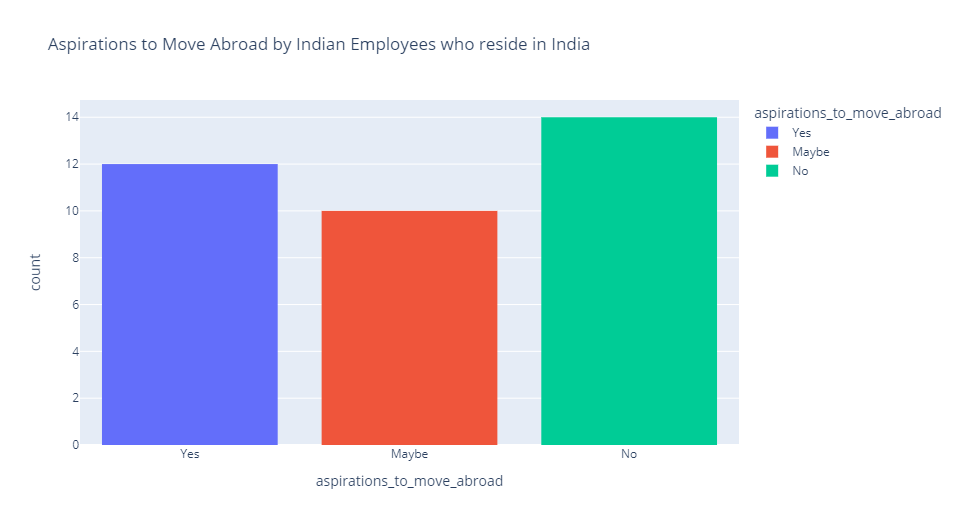 Aspirations to Move Abroad by Indian Employees who reside in India
aspirations_to_move_abroad
Yes
Maybe
No
count
14
12
10
8
6
4
2
0
Yes
Maybe
No
aspirations_to_move_abroad